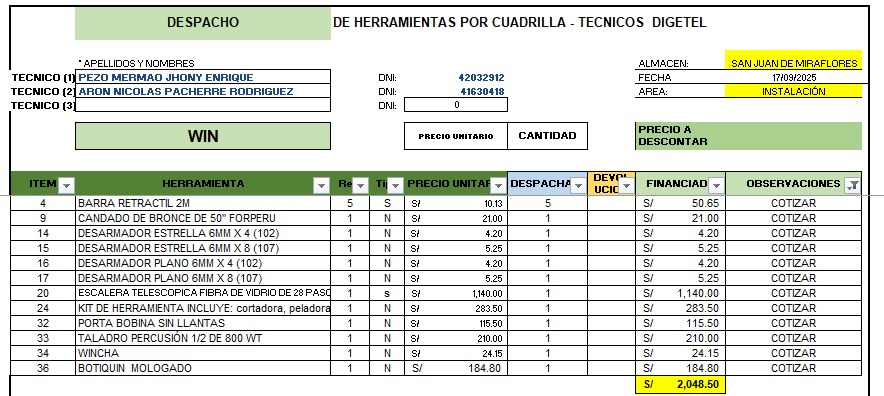 DESPACHO DE HERRAMIENTAS POR CUADRILLA - TECNICOS DIGETEL
* APELLIDOS Y NOMBRES ALMACEN: SAN JUAN DE MIRAFLORES
TECNICO (1) PEZO MERMAO JHONY ENRIQUE DNI: 42032912 FECHA 17/09/2025
TECNICO (2) ARON NICOLAS PACHERRE RODRIGUEZ DNI: 41630418 AREA: INSTALACIÓN
TECNICO (3) DNI: 0
WIN PRECIO UNITARIO CANTIDAD PRECIO A
DESCONTAR
ITEM HERRAMIENTA Re Ti PRECIO UNITAR DESPACHA DEVOL
UCIO FINANCIAD OBSERVACIONES
4 BARRA RETRACTIL 2M 5 S S/ 10.13 5 S/ 50.65 COTIZAR
9 CANDADO DE BRONCE DE 50" FORPERU 1 N S/ 21.00 1 S/ 21.00 COTIZAR
14 DESARMADOR ESTRELLA 6MM X 4 (102) 1 N S/ 4.20 1 S/ 4.20 COTIZAR
15 DESARMADOR ESTRELLA 6MM X 8 (107) 1 N S/ 5.25 1 S/ 5.25 COTIZAR
16 DESARMADOR PLANO 6MM X 4 (102) 1 N S/ 4.20 1 S/ 4.20 COTIZAR
17 DESARMADOR PLANO 6MM X 8 (107) 1 N S/ 5.25 1 S/ 5.25 COTIZAR
20 ESCALERA TELESCOPICA FIBRA DE VIDRIO DE 28 PASO 1 s S/ 1,140.00 1 S/ 1,140.00 COTIZAR
24 KIT DE HERRAMIENTA INCLUYE: cortadora, peladora 1 N S/ 283.50 1 S/ 283.50 COTIZAR
32 PORTA BOBINA SIN LLANTAS 1 N S/ 115.50 1 S/ 115.50 COTIZAR
33 TALADRO PERCUSIÓN 1/2 DE 800 WT 1 N S/ 210.00 1 S/ 210.00 COTIZAR
34 WINCHA 1 N S/ 24.15 1 S/ 24.15 COTIZAR
36 BOTIQUIN MOLOGADO 1 N S/ 184.80 1 S/ 184.80 COTIZAR
S/ 2,048.50